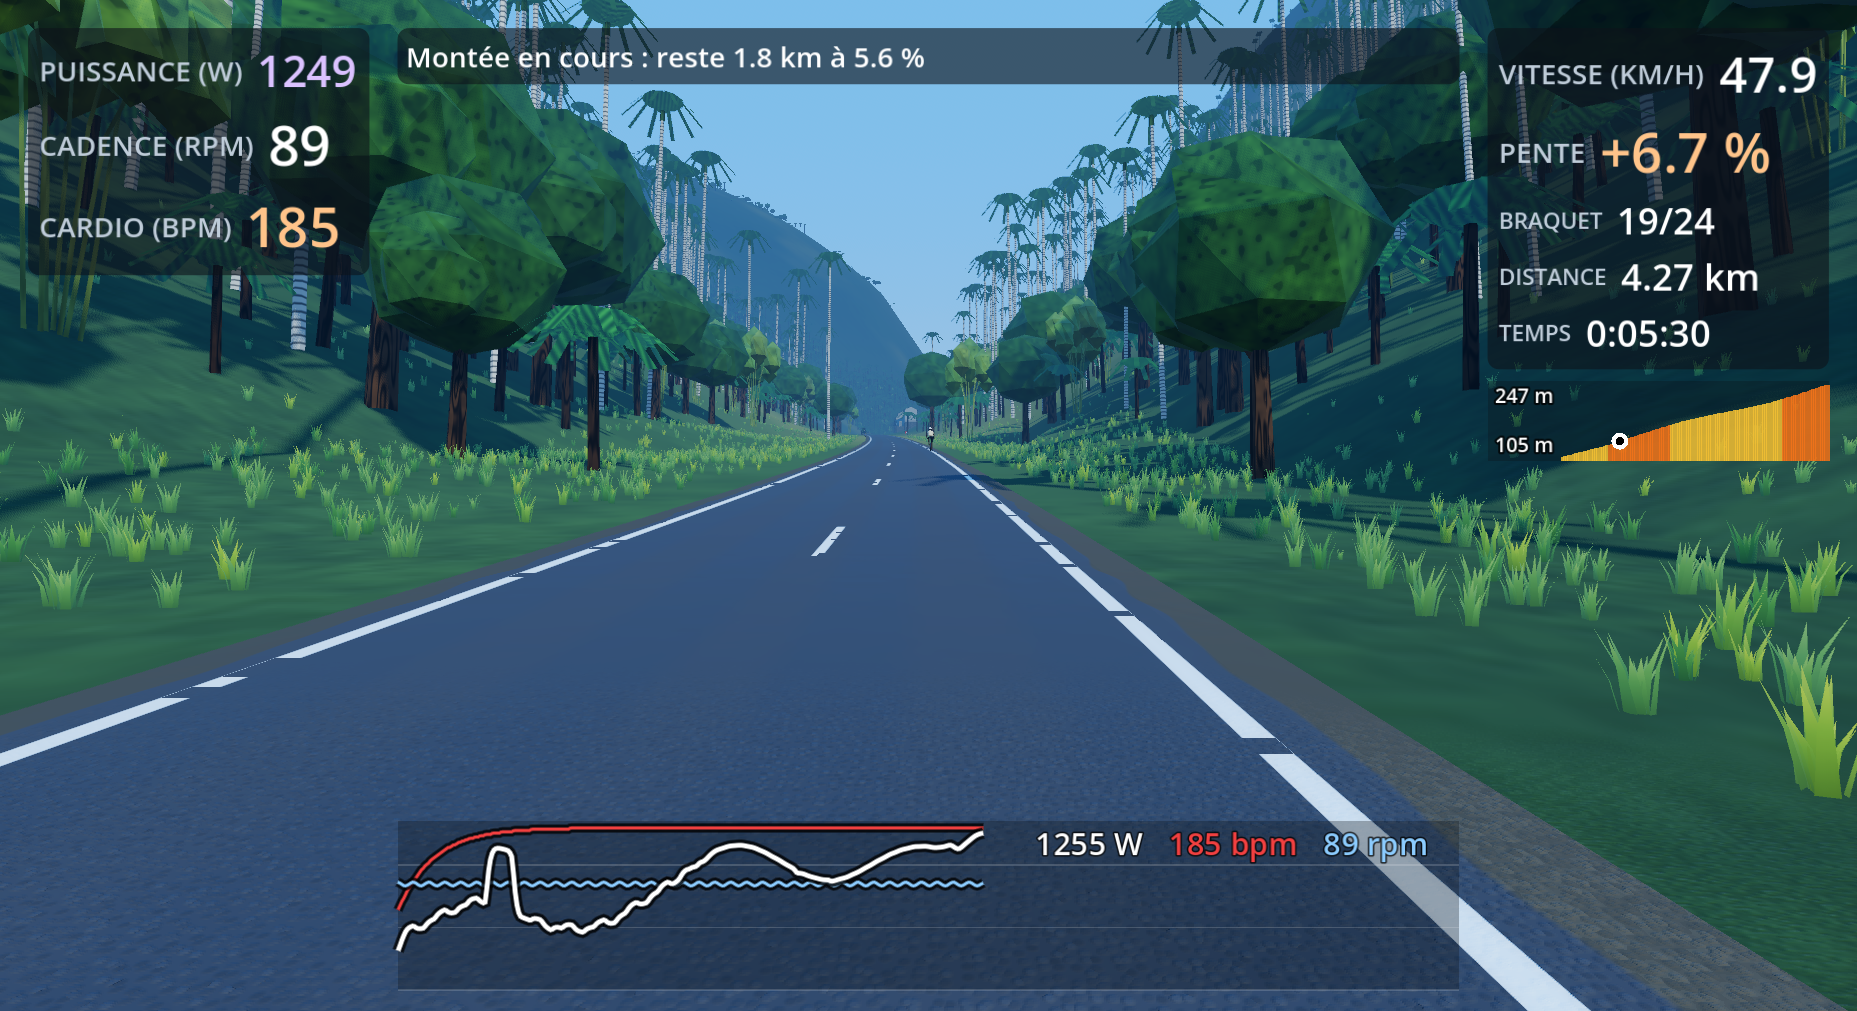 PUISSANCE (W) 1249
CADENCE (RPM) 89
CARDIO (BPM) 185
Montée en cours : reste 1.8 km à 5.6 %
VITESSE (KM/H) 47.9
PENTE +6.7 %
BRAQUET 19/24
DISTANCE 4.27 km
TEMPS 0:05:30
247 m
105 m
1255 W 185 bpm 89 rpm